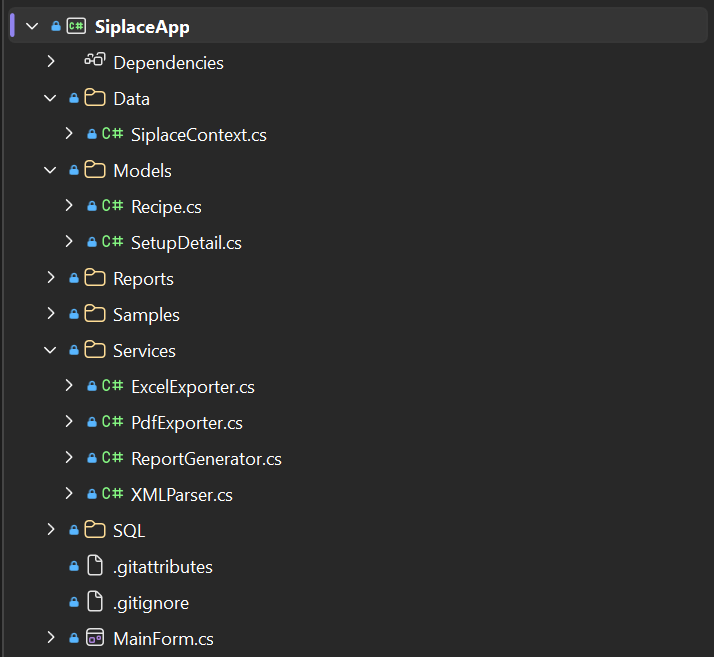 C# SiplaceApp
Dependencies
Data
C# SiplaceContext.cs
Models
C# Recipe.cs
C# SetupDetail.cs
Reports
Samples
Services
C# ExcelExporter.cs
C# PdfExporter.cs
C# ReportGenerator.cs
C# XMLParser.cs
SQL
.gitattributes
.gitignore
MainForm.cs